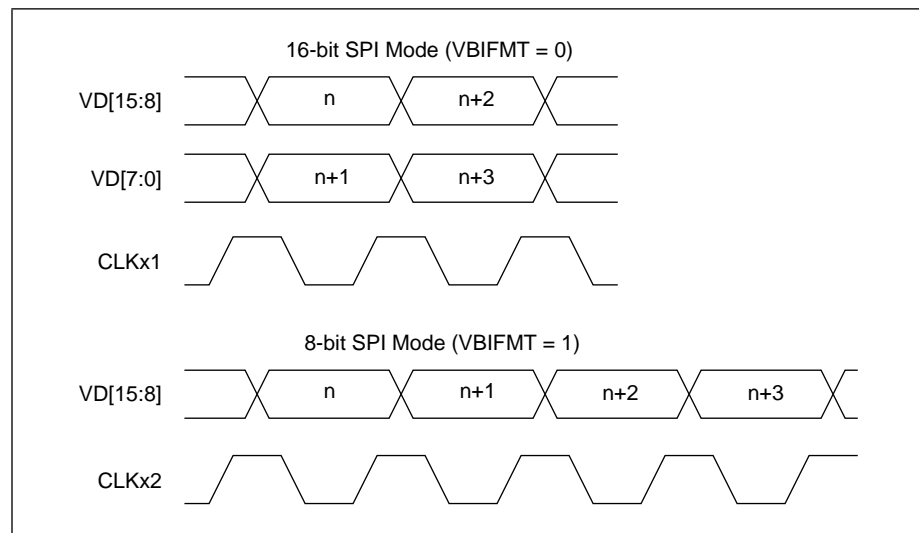 16-bit SPI Mode (VBIFMT = 0)
VD[15:8] n n+2
VD[7:0] n+1 n+3
CLKx1
8-bit SPI Mode (VBIFMT = 1)
VD[15:8] n n+1 n+2 n+3
CLKx2